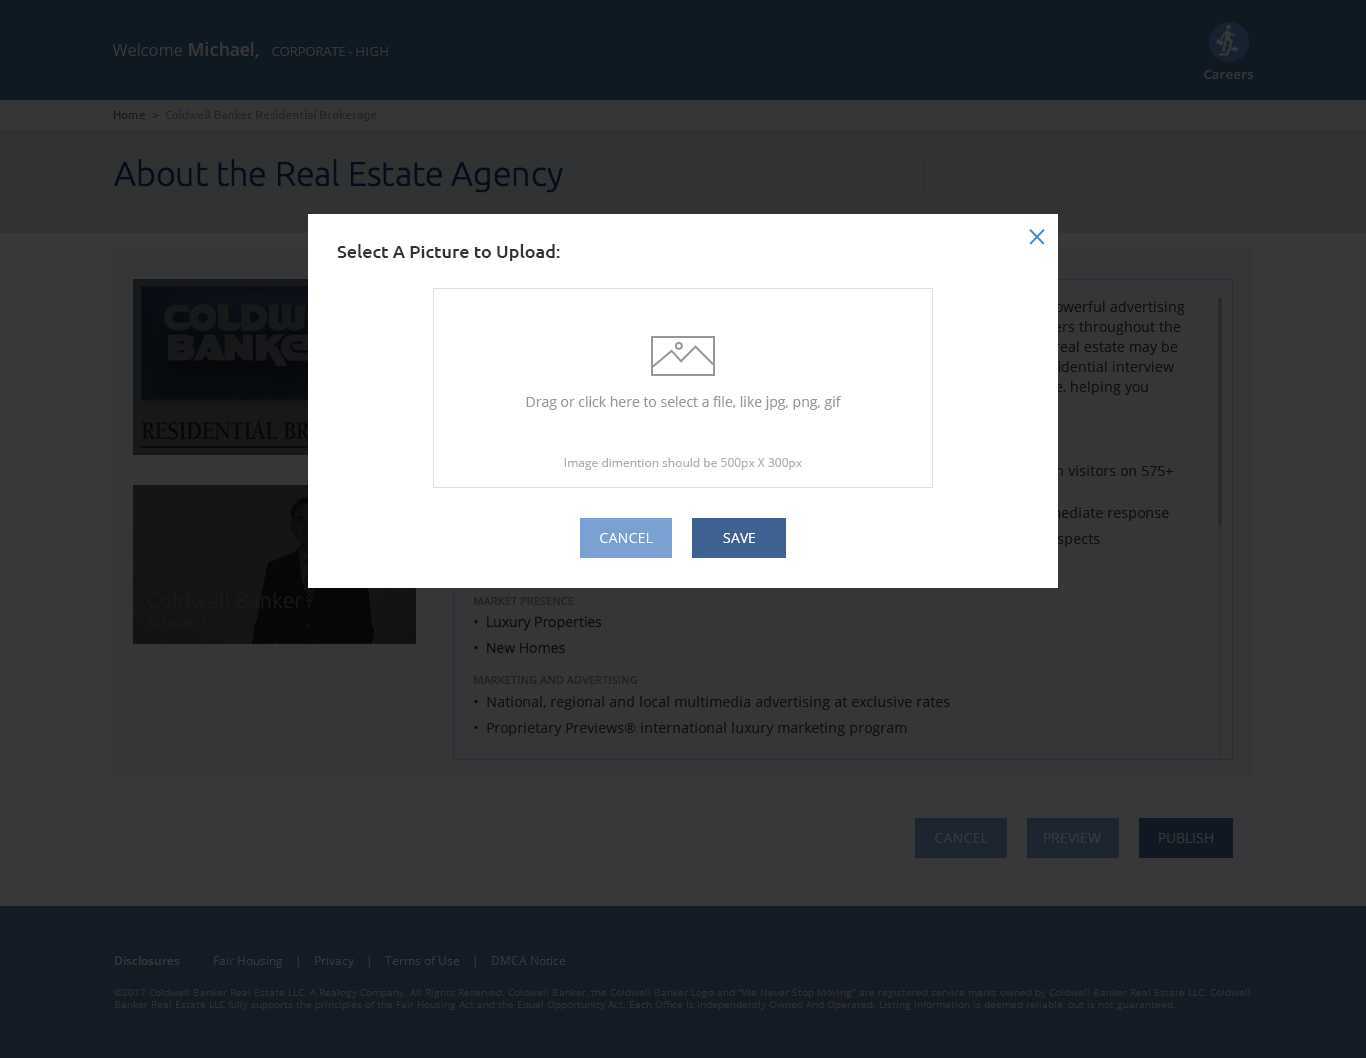 Welcome Michael, CORPORATE - HIGH
Careers
Home > Coldwell Banker Residential Brokerage
About the Real Estate Agency
Select A Picture to Upload:
Drag or click here to select a file, like jpg, png, gif
Image dimention should be 500px X 300px
CANCEL SAVE
COLDW
BANKE
RESIDENTIAL BR
Coldwell Banker
owerful advertising
ers throughout the
real estate may be
idential interview
e, helping you
n visitors on 575+
mediate response
spects
MARKET PRESENCE
• Luxury Properties
• New Homes
MARKETING AND ADVERTISING
• National, regional and local multimedia advertising at exclusive rates
• Proprietary Previews® international luxury marketing program
CANCEL PREVIEW PUBLISH
Disclosures Fair Housing | Privacy | Terms of Use | DMCA Notice
©2017 Coldwell Banker Real Estate LLC. A Realogy Company. All Rights Reserved. Coldwell Banker, the Coldwell Banker Logo and "We Never Stop Moving" are registered service marks owned by Coldwell Banker Real Estate LLC. Coldwell
Banker Real Estate LLC fully supports the principles of the Fair Housing Act and the Equal Opportunity Act. Each Office is Independently Owned And Operated. Listing information is deemed reliable, but is not guaranteed.